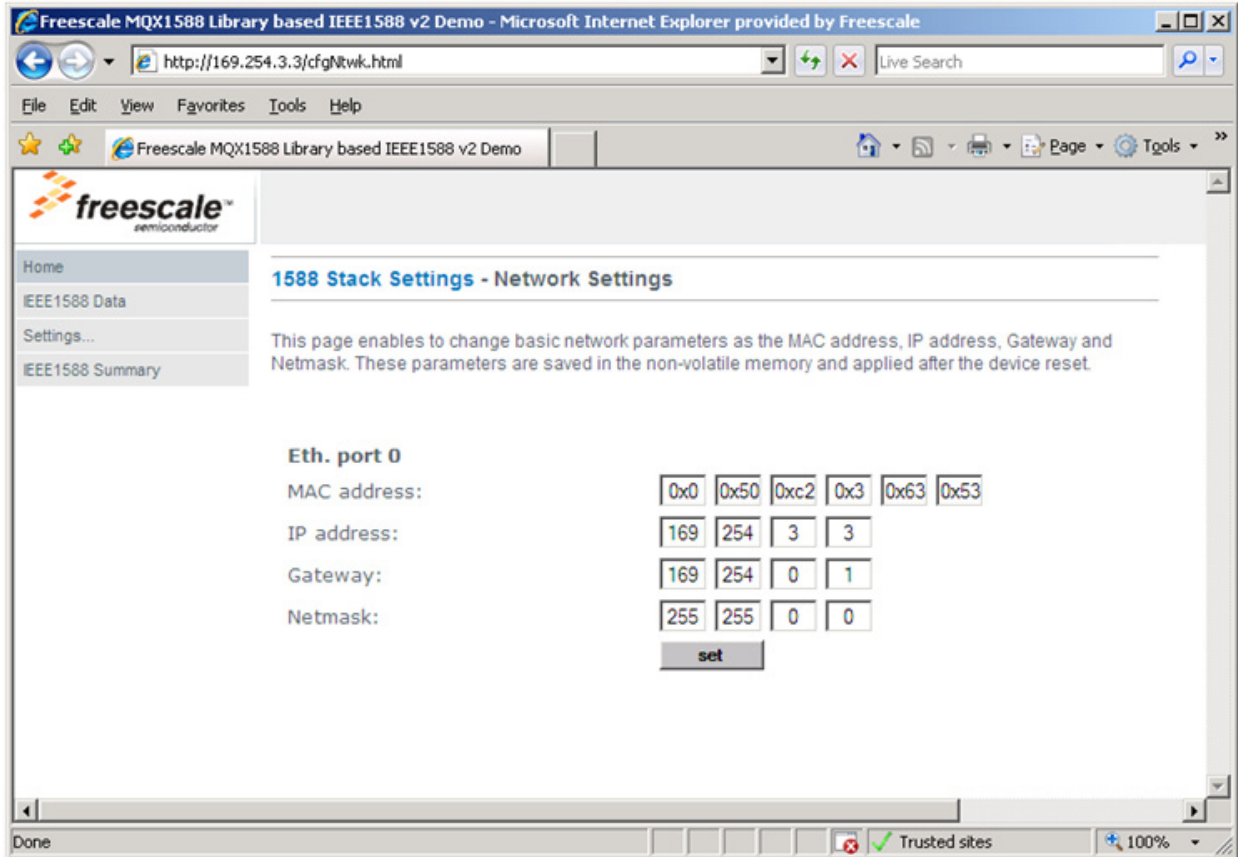 Freescale MQX1588 Library based IEEE1588 v2 Demo - Microsoft Internet Explorer provided by Freescale
http://169.254.3.3/cfgNtwk.html
Live Search
File Edit View Favorites Tools Help
Freescale MQX1588 Library based IEEE1588 v2 Demo
Page Tools »
freescale™
semiconductor
Home
IEEE1588 Data
Settings...
IEEE1588 Summary
1588 Stack Settings - Network Settings
This page enables to change basic network parameters as the MAC address, IP address, Gateway and
Netmask. These parameters are saved in the non-volatile memory and applied after the device reset.
Eth. port 0
MAC address: 0x0 0x50 0xc2 0x3 0x63 0x53
IP address: 169 254 3 3
Gateway: 169 254 0 1
Netmask: 255 255 0 0
set
Done Trusted sites 100%